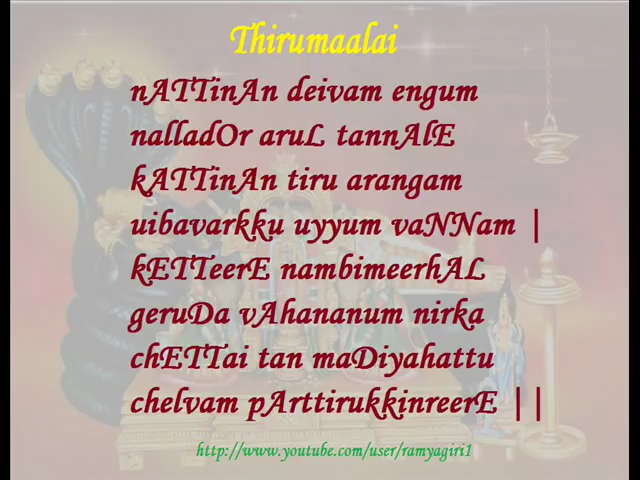 Thirumaalai
nATTinAn deivam engum
nalladOr aruL tannAlE
kATTinAn tiru arangam
uibavarkku uyyum vaNNam |
kETTeerE nambimeerhAL
geruDa vAhananum nirka
chETTai tan maDiyahattu
chelvam pArttirukkinreerE ||
http://www.youtube.com/user/ramyagiri1